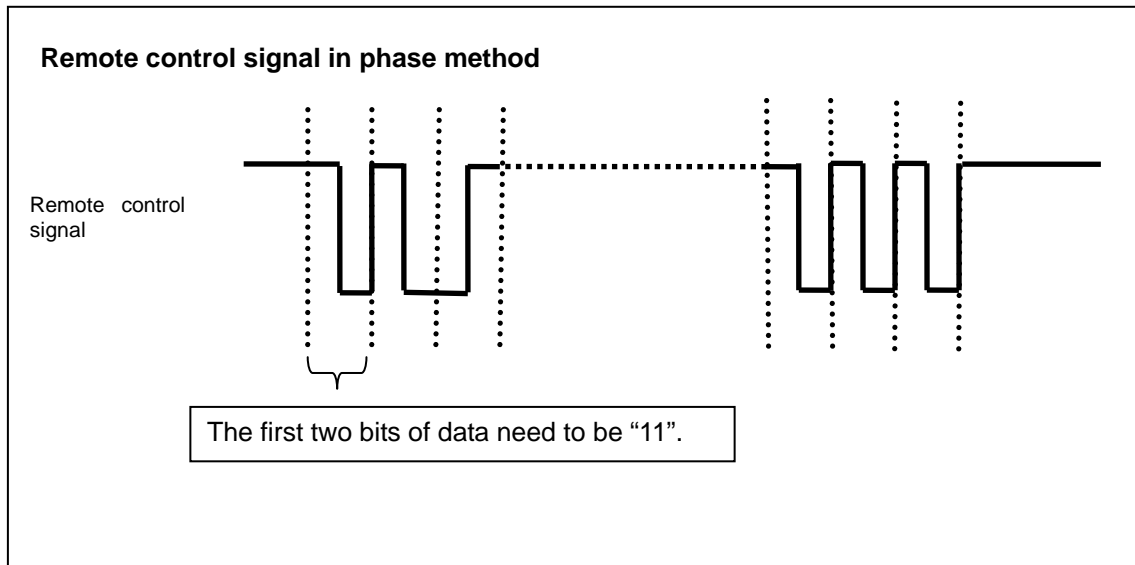 Remote control signal in phase method
Remote control
signal
The first two bits of data need to be “11”.